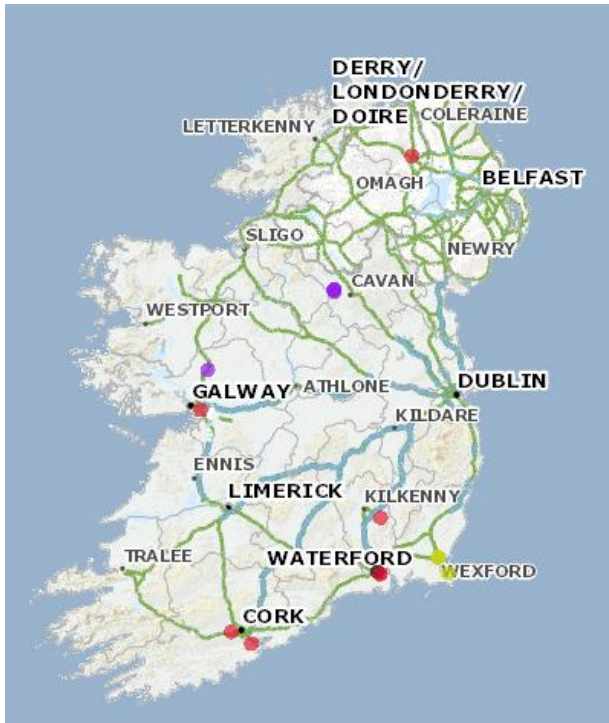 DERRY/
LONDONDERRY/
DOIRE
COLERAINE
LETTERKENNY
OMAGH
BELFAST
SLIGO
NEWRY
CAVAN
WESTPORT
GALWAY
ATHLONE
DUBLIN
KILDARE
ENNIS
LIMERICK
KILKENNY
TRALEE
WATERFORD
WEXFORD
CORK